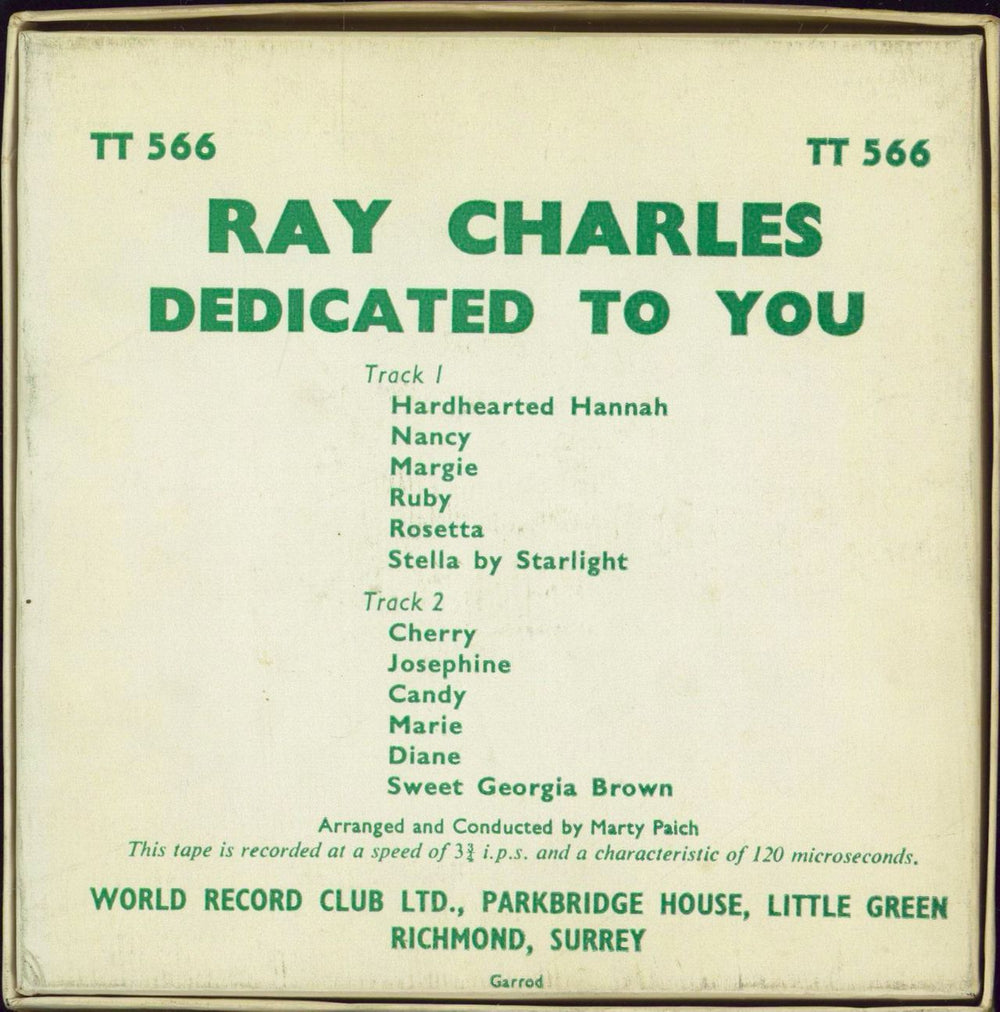 TT 566 TT 566
RAY CHARLES
DEDICATED TO YOU
Track 1
Hardhearted Hannah
Nancy
Margie
Ruby
Rosetta
Stella by Starlight
Track 2
Cherry
Josephine
Candy
Marie
Diane
Sweet Georgia Brown
Arranged and Conducted by Marty Paich
This tape is recorded at a speed of 3¾ i.p.s. and a characteristic of 120 microseconds.
WORLD RECORD CLUB LTD., PARKBRIDGE HOUSE, LITTLE GREEN
RICHMOND, SURREY
Garrod